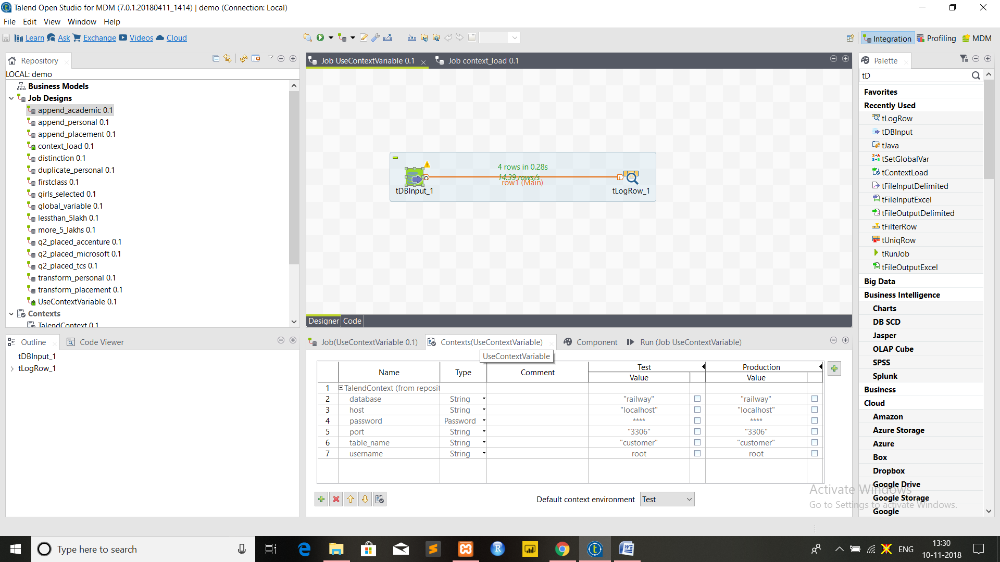 Talend Open Studio for MDM (7.0.1.20180411_1414) | demo (Connection: Local)
File Edit View Window Help
Learn Ask Exchange Videos Cloud
Integration Profiling MDM
Repository
LOCAL: demo
Business Models
Job Designs
append_academic 0.1
append_personal 0.1
append_placement 0.1
context_load 0.1
distinction 0.1
duplicate_personal 0.1
firstclass 0.1
girls_selected 0.1
global_variable 0.1
lessthan_5lakh 0.1
more_5_lakhs 0.1
q2_placed_accenture 0.1
q2_placed_microsoft 0.1
q2_placed_tcs 0.1
transform_personal 0.1
transform_placement 0.1
UseContextVariable 0.1
Contexts
TalendContext 0.1
Job UseContextVariable 0.1 Job context_load 0.1
4 rows in 0.28s
14.39 rows/s
row1 (Main)
tDBInput_1 tLogRow_1
Designer Code
Palette
tD
Favorites
Recently Used
tLogRow
tDBInput
tJava
tSetGlobalVar
tContextLoad
tFileInputDelimited
tFileInputExcel
tFileOutputDelimited
tFilterRow
tUniqRow
tRunJob
tFileOutputExcel
Big Data
Business Intelligence
Charts
DB SCD
Jasper
OLAP Cube
SPSS
Splunk
Business
Cloud
Amazon
Azure Storage
Azure
Box
Dropbox
Google Drive
Google Storage
Google
Outline Code Viewer
tDBInput_1
tLogRow_1
Job(UseContextVariable 0.1) Contexts(UseContextVariable) Component Run (Job UseContextVariable)
UseContextVariable
Name Type Comment Test Production
Value Value
1 TalendContext (from reposit
2 database String "railway" "railway"
3 host String "localhost" "localhost"
4 password Password **** ****
5 port String "3306" "3306"
6 table_name String "customer" "customer"
7 username String root root
Default context environment Test
Activate Windows
Go to Settings to activate Windows.
Type here to search
ENG
13:30
10-11-2018